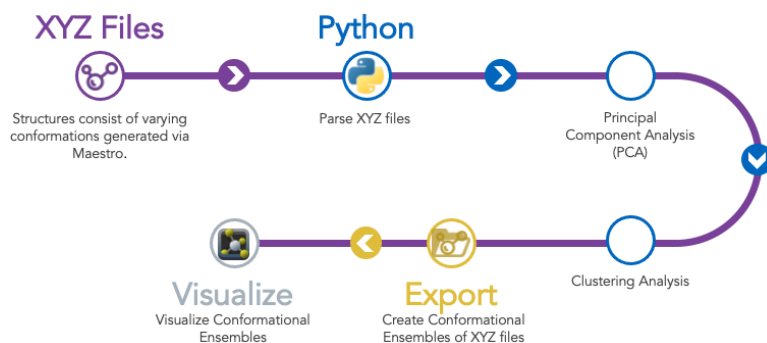 XYZ Files
Python
Structures consist of varying
conformations generated via
Maestro.
Parse XYZ files
Principal
Component Analysis
(PCA)
Visualize
Export
Clustering Analysis
Visualize Conformational
Ensembles
Create Conformational
Ensembles of XYZ files